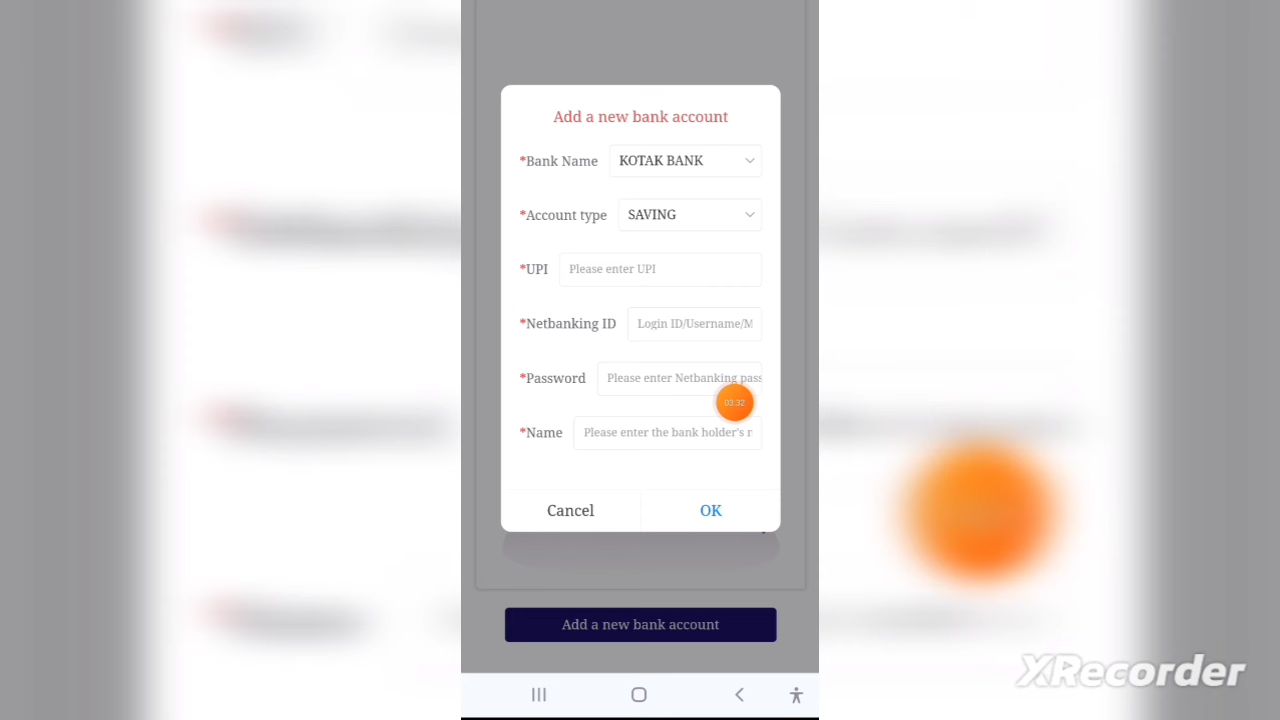 Add a new bank account
*Bank Name KOTAK BANK
*Account type SAVING
*UPI Please enter UPI
*Netbanking ID Login ID/Username/M
*Password Please enter Netbanking pass
03:32
*Name Please enter the bank holder's n
Cancel OK
Add a new bank account
XRecorder